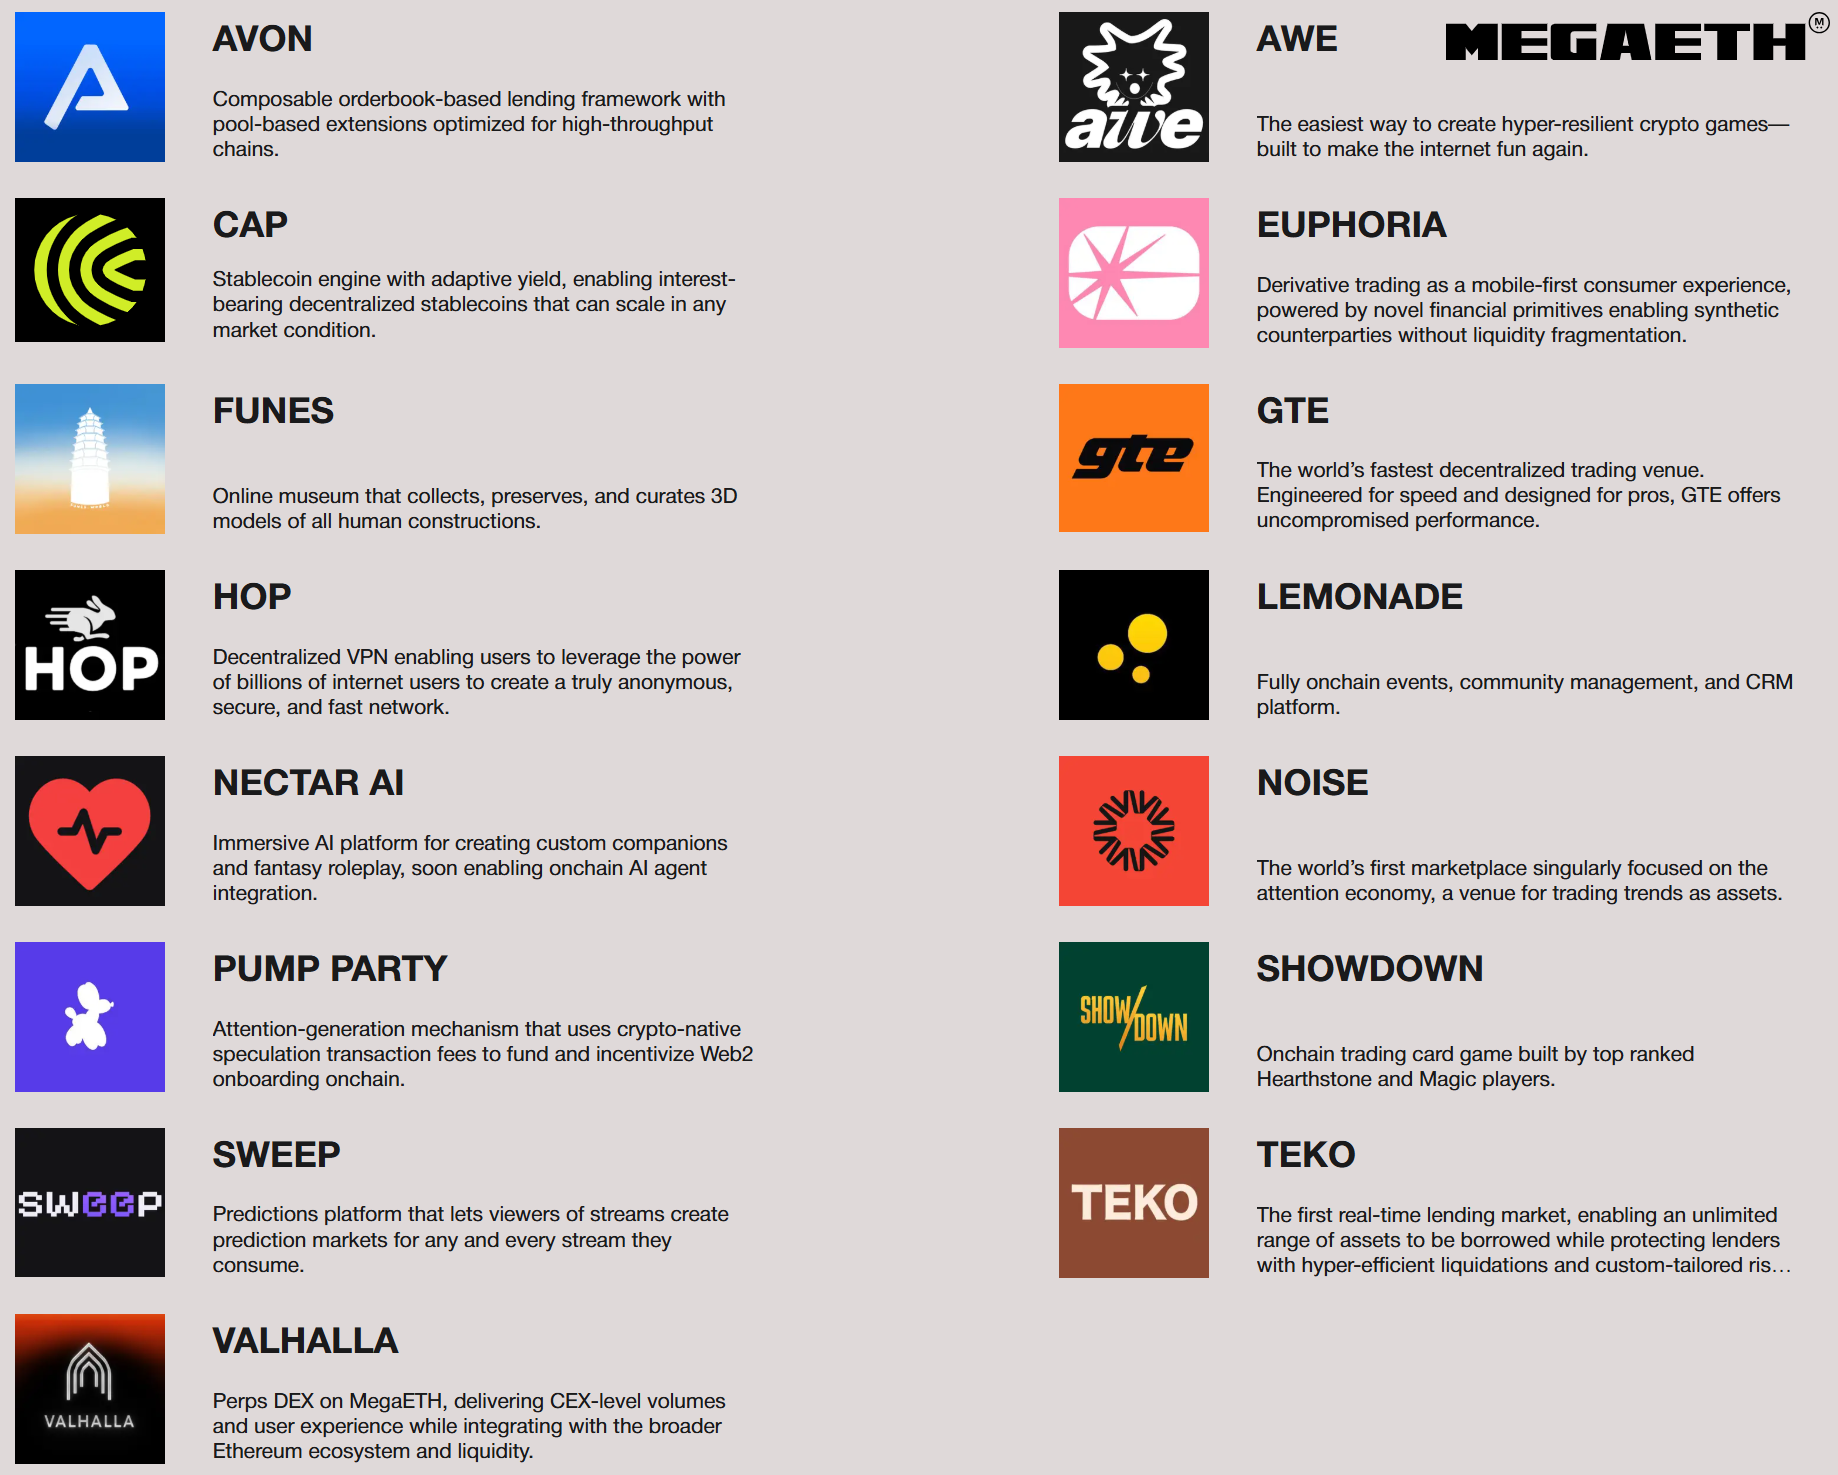 AVON
Composable orderbook-based lending framework with
pool-based extensions optimized for high-throughput
chains.
awe
AWE
MEGAETH M
The easiest way to create hyper-resilient crypto games—
built to make the internet fun again.
CAP
Stablecoin engine with adaptive yield, enabling interest-
bearing decentralized stablecoins that can scale in any
market condition.
EUPHORIA
Derivative trading as a mobile-first consumer experience,
powered by novel financial primitives enabling synthetic
counterparties without liquidity fragmentation.
FUNES
Online museum that collects, preserves, and curates 3D
models of all human constructions.
gte
GTE
The world’s fastest decentralized trading venue.
Engineered for speed and designed for pros, GTE offers
uncompromised performance.
HOP
HOP
Decentralized VPN enabling users to leverage the power
of billions of internet users to create a truly anonymous,
secure, and fast network.
LEMONADE
Fully onchain events, community management, and CRM
platform.
NECTAR AI
Immersive AI platform for creating custom companions
and fantasy roleplay, soon enabling onchain AI agent
integration.
NOISE
The world’s first marketplace singularly focused on the
attention economy, a venue for trading trends as assets.
PUMP PARTY
Attention-generation mechanism that uses crypto-native
speculation transaction fees to fund and incentivize Web2
onboarding onchain.
SHOW/DOWN
SHOWDOWN
Onchain trading card game built by top ranked
Hearthstone and Magic players.
sweep
SWEEP
Predictions platform that lets viewers of streams create
prediction markets for any and every stream they
consume.
TEKO
TEKO
The first real-time lending market, enabling an unlimited
range of assets to be borrowed while protecting lenders
with hyper-efficient liquidations and custom-tailored ris…
VALHALLA
VALHALLA
Perps DEX on MegaETH, delivering CEX-level volumes
and user experience while integrating with the broader
Ethereum ecosystem and liquidity.